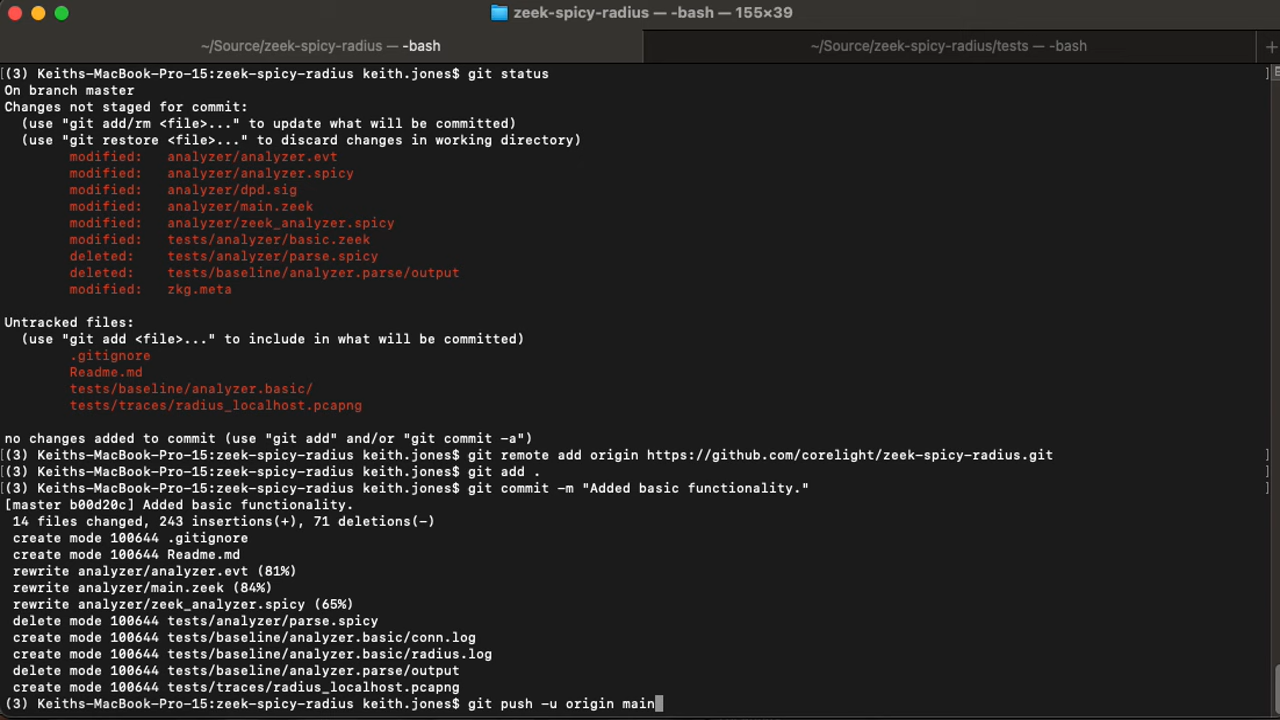 zeek-spicy-radius — -bash — 155×39
~/Source/zeek-spicy-radius — -bash
~/Source/zeek-spicy-radius/tests — -bash
+
[(3) Keiths-MacBook-Pro-15:zeek-spicy-radius keith.jones$ git status ]
On branch master
Changes not staged for commit:
  (use "git add/rm <file>..." to update what will be committed)
  (use "git restore <file>..." to discard changes in working directory)
        modified:   analyzer/analyzer.evt
        modified:   analyzer/analyzer.spicy
        modified:   analyzer/dpd.sig
        modified:   analyzer/main.zeek
        modified:   analyzer/zeek_analyzer.spicy
        modified:   tests/analyzer/basic.zeek
        deleted:    tests/analyzer/parse.spicy
        deleted:    tests/baseline/analyzer.parse/output
        modified:   zkg.meta
Untracked files:
  (use "git add <file>..." to include in what will be committed)
        .gitignore
        Readme.md
        tests/baseline/analyzer.basic/
        tests/traces/radius_localhost.pcapng
no changes added to commit (use "git add" and/or "git commit -a")
[(3) Keiths-MacBook-Pro-15:zeek-spicy-radius keith.jones$ git remote add origin https://github.com/corelight/zeek-spicy-radius.git ]
[(3) Keiths-MacBook-Pro-15:zeek-spicy-radius keith.jones$ git add . ]
[(3) Keiths-MacBook-Pro-15:zeek-spicy-radius keith.jones$ git commit -m "Added basic functionality." ]
[master b00d20c] Added basic functionality.
 14 files changed, 243 insertions(+), 71 deletions(-)
 create mode 100644 .gitignore
 create mode 100644 Readme.md
 rewrite analyzer/analyzer.evt (81%)
 rewrite analyzer/main.zeek (84%)
 rewrite analyzer/zeek_analyzer.spicy (65%)
 delete mode 100644 tests/analyzer/parse.spicy
 create mode 100644 tests/baseline/analyzer.basic/conn.log
 create mode 100644 tests/baseline/analyzer.basic/radius.log
 delete mode 100644 tests/baseline/analyzer.parse/output
 create mode 100644 tests/traces/radius_localhost.pcapng
(3) Keiths-MacBook-Pro-15:zeek-spicy-radius keith.jones$ git push -u origin main